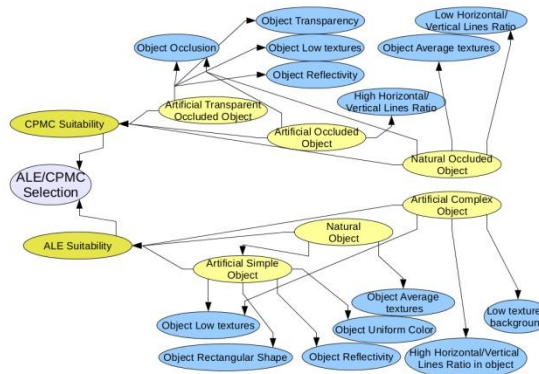 Object Transparency
Low Horizontal/
Vertical Lines Ratio
Object Occlusion
Object Low textures
Object Average textures
Object Reflectivity
High Horizontal/
Vertical Lines Ratio
Artificial Transparent
Occluded Object
CPMC Suitability
Artificial Occluded
Object
Natural Occluded
Object
ALE/CPMC
Selection
Artificial Complex
Object
Natural
Object
ALE Suitability
Artificial Simple
Object
Object Average
textures
Low texture
background
Object Low textures
Object Uniform Color
Object Rectangular Shape
Object Reflectivity
High Horizontal/Vertical
Lines Ratio in object